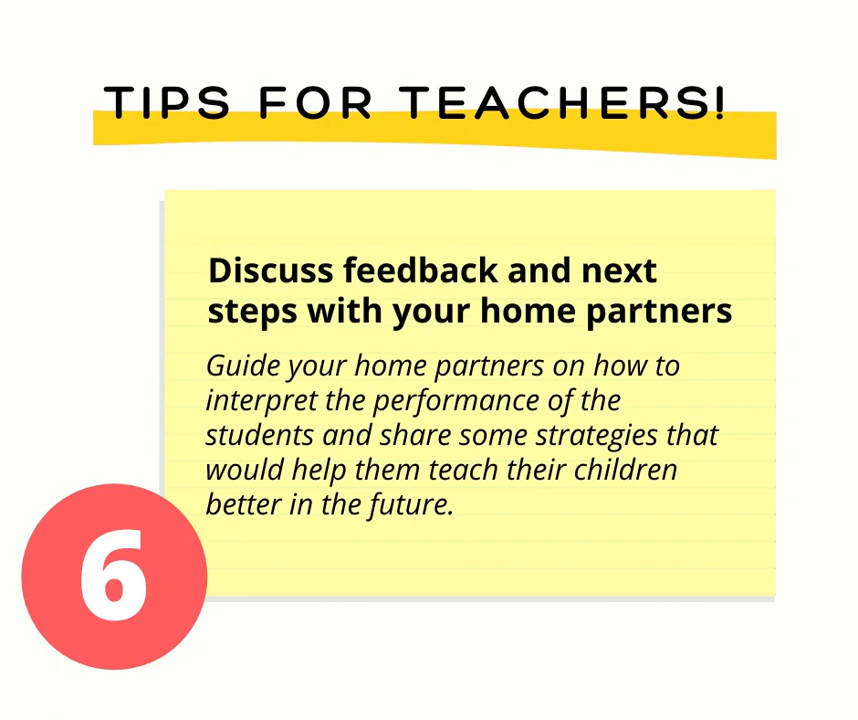 TIPS FOR TEACHERS!
Discuss feedback and next
steps with your home partners
Guide your home partners on how to
interpret the performance of the
students and share some strategies that
would help them teach their children
better in the future.
6